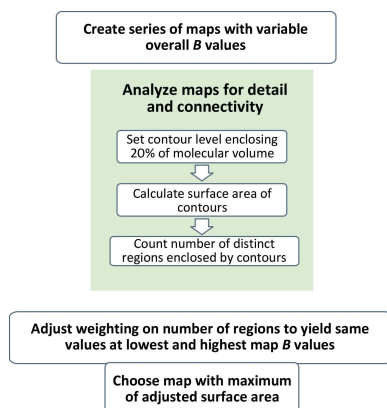 Create series of maps with variable
overall B values
Analyze maps for detail
and connectivity
Set contour level enclosing
20% of molecular volume
Calculate surface area of
contours
Count number of distinct
regions enclosed by contours
Adjust weighting on number of regions to yield same
values at lowest and highest map B values
Choose map with maximum
of adjusted surface area